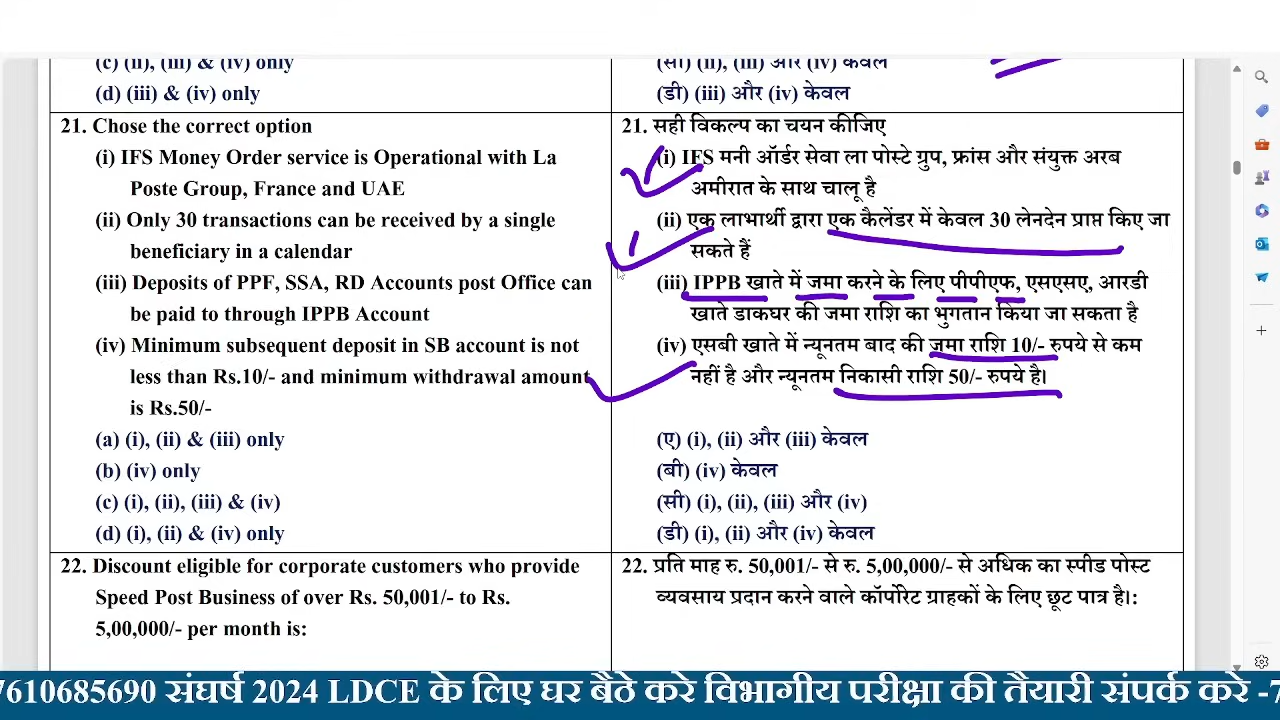 (c) (ii), (iii) & (iv) only
(d) (iii) & (iv) only
(सी) (ii), (iii) और (iv) केवल
(डी) (iii) और (iv) केवल
21. Chose the correct option
(i) IFS Money Order service is Operational with La
Poste Group, France and UAE
(ii) Only 30 transactions can be received by a single
beneficiary in a calendar
(iii) Deposits of PPF, SSA, RD Accounts post Office can
be paid to through IPPB Account
(iv) Minimum subsequent deposit in SB account is not
less than Rs.10/- and minimum withdrawal amount
is Rs.50/-
(a) (i), (ii) & (iii) only
(b) (iv) only
(c) (i), (ii), (iii) & (iv)
(d) (i), (ii) & (iv) only
21. सही विकल्प का चयन कीजिए
(i) IFS मनी ऑर्डर सेवा ला पोस्टे ग्रुप, फ्रांस और संयुक्त अरब
अमीरात के साथ चालू है
(ii) एक लाभार्थी द्वारा एक कैलेंडर में केवल 30 लेनदेन प्राप्त किए जा
सकते हैं
(iii) IPPB खाते में जमा करने के लिए पीपीएफ, एसएसए, आरडी
खाते डाकघर की जमा राशि का भुगतान किया जा सकता है
(iv) एसबी खाते में न्यूनतम बाद की जमा राशि 10/- रुपये से कम
नहीं है और न्यूनतम निकासी राशि 50/- रुपये है।
(ए) (i), (ii) और (iii) केवल
(बी) (iv) केवल
(सी) (i), (ii), (iii) और (iv)
(डी) (i), (ii) और (iv) केवल
22. Discount eligible for corporate customers who provide
Speed Post Business of over Rs. 50,001/- to Rs.
5,00,000/- per month is:
22. प्रति माह रु. 50,001/- से रु. 5,00,000/- से अधिक का स्पीड पोस्ट
व्यवसाय प्रदान करने वाले कॉर्पोरेट ग्राहकों के लिए छूट पात्र है।:
7610685690 संघर्ष 2024 LDCE के लिए घर बैठे करे विभागीय परीक्षा की तैयारी संपर्क करे -7